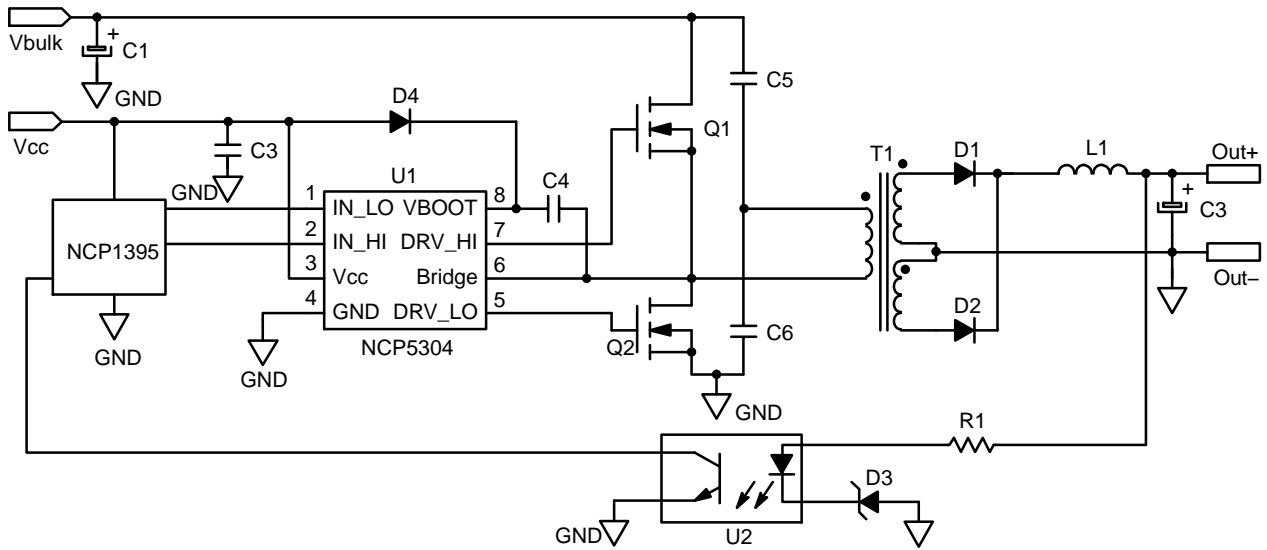 Vbulk
+
C1
GND
Vcc
D4
C3
GND
U1
C4
Q1
C5
T1
D1
L1
Out+
+
C3
Out–
NCP1395
GND
1 IN_LO VBOOT 8
2 IN_HI DRV_HI 7
3 Vcc Bridge 6
4 GND DRV_LO 5
NCP5304
GND
Q2
C6
D2
GND
R1
D3
GND
U2